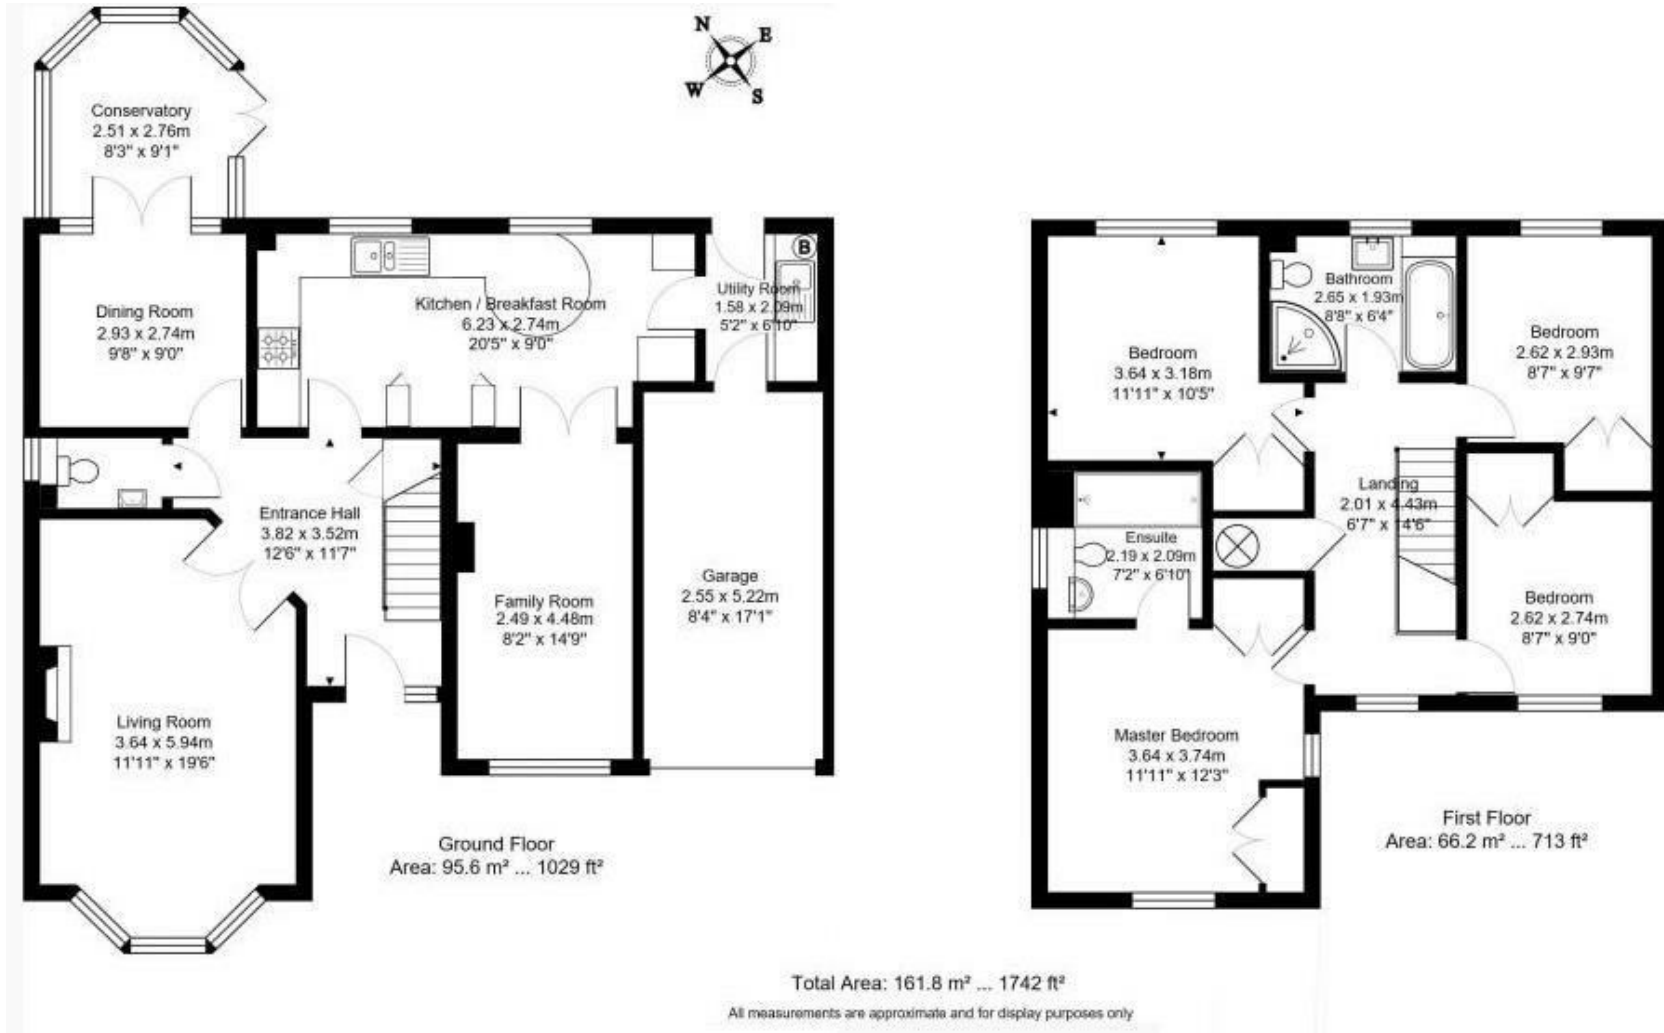 N
E
W
S
Conservatory
2.51 x 2.76m
8'3" x 9'1"
Dining Room
2.93 x 2.74m
9'8" x 9'0"
Kitchen / Breakfast Room
6.23 x 2.74m
20'5" x 9'0"
B
Utility Room
1.58 x 2.09m
5'2" x 6'10"
Entrance Hall
3.82 x 3.52m
12'6" x 11'7"
Family Room
2.49 x 4.48m
8'2" x 14'9"
Garage
2.55 x 5.22m
8'4" x 17'1"
Living Room
3.64 x 5.94m
11'11" x 19'6"
Ground Floor
Area: 95.6 m² ... 1029 ft²
Bedroom
3.64 x 3.18m
11'11" x 10'5"
Bathroom
2.65 x 1.93m
8'8" x 6'4"
Bedroom
2.62 x 2.93m
8'7" x 9'7"
Landing
2.01 x 4.43m
6'7" x 14'6"
Ensuite
2.19 x 2.09m
7'2" x 6'10"
Bedroom
2.62 x 2.74m
8'7" x 9'0"
Master Bedroom
3.64 x 3.74m
11'11" x 12'3"
First Floor
Area: 66.2 m² ... 713 ft²
Total Area: 161.8 m² ... 1742 ft²
All measurements are approximate and for display purposes only